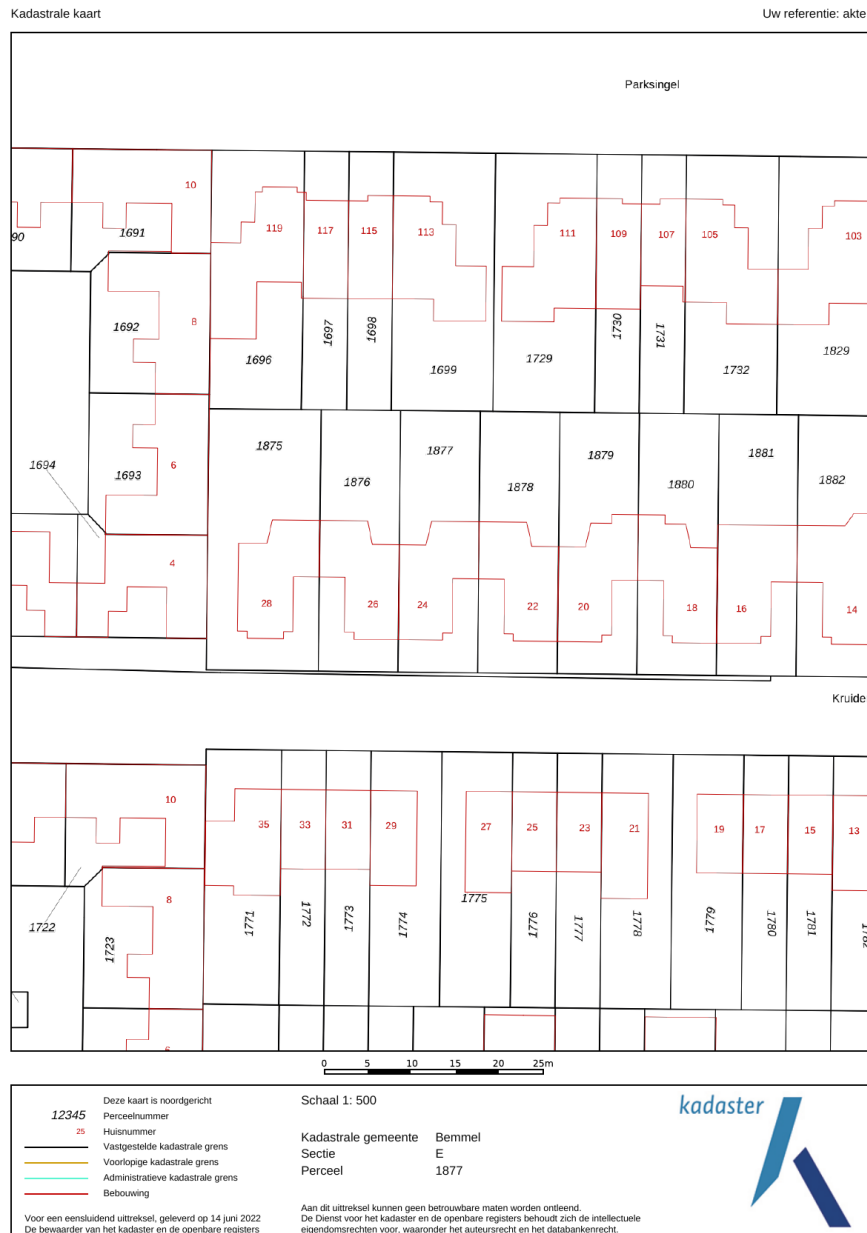 Kadastrale kaart Uw referentie: akte
Parksingel
10
90 1691
119 117 115 113 111 109 107 105 103
1692 8
1696 1697 1698 1699 1729 1730 1731 1732 1829
1694 1693 6
1875 1876 1877 1878 1879 1880 1881 1882
4
28 26 24 22 20 18 16 14
Kruide
10
35 33 31 29 27 25 23 21 19 17 15 13
8
1722 1723
1771 1772 1773 1774 1775 1776 1777 1778 1779 1780 1781
0 5 10 15 20 25m
Deze kaart is noordgericht
12345 Perceelnummer
25 Huisnummer
Vastgestelde kadastrale grens
Voorlopige kadastrale grens
Administratieve kadastrale grens
Bebouwing
Voor een eensluidend uittreksel, geleverd op 14 juni 2022
De bewaarder van het kadaster en de openbare registers
Schaal 1: 500
Kadastrale gemeente Bemmel
Sectie E
Perceel 1877
Aan dit uittreksel kunnen geen betrouwbare maten worden ontleend.
De Dienst voor het kadaster en de openbare registers behoudt zich de intellectuele
eigendomsrechten voor, waaronder het auteursrecht en het databankenrecht.
kadaster